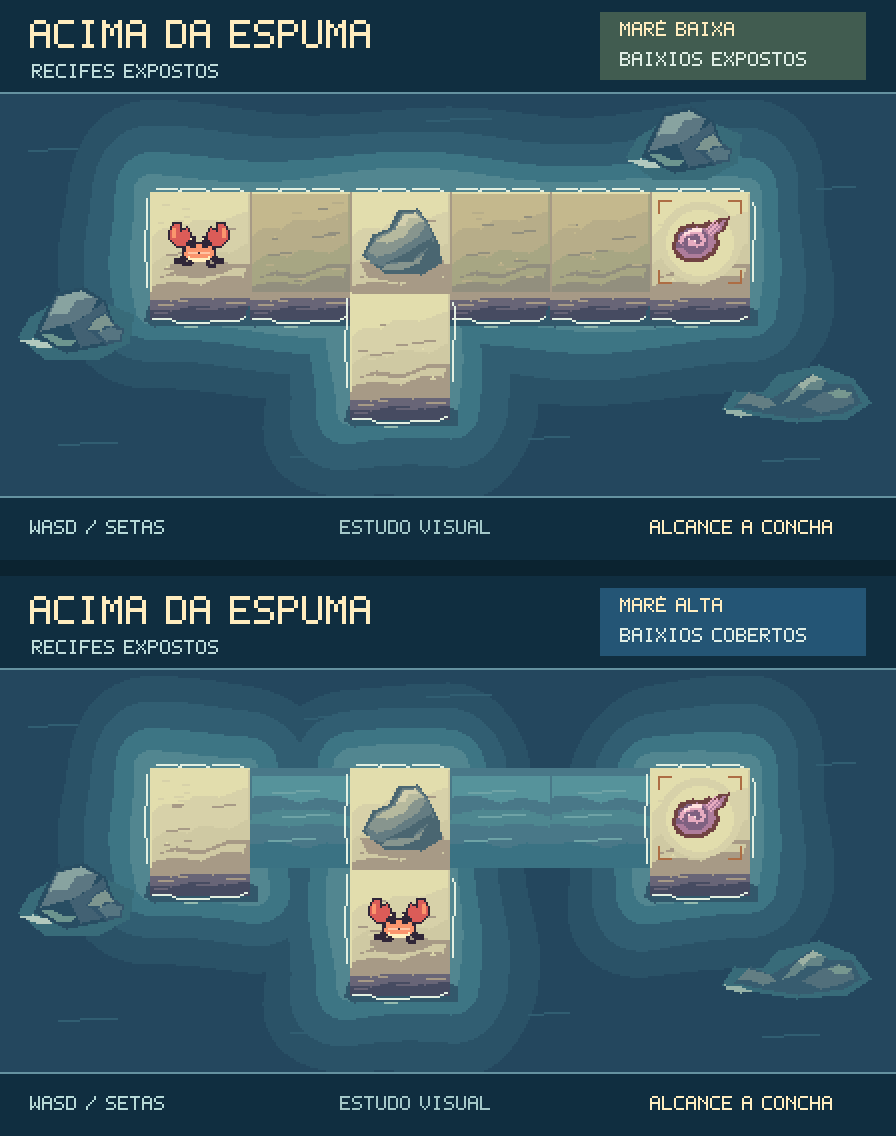 ACIMA DA ESPUMA
RECIFES EXPOSTOS
MARÉ BAIXA
BAIXIOS EXPOSTOS
WASD / SETAS
ESTUDO VISUAL
ALCANCE A CONCHA
ACIMA DA ESPUMA
RECIFES EXPOSTOS
MARÉ ALTA
BAIXIOS COBERTOS
WASD / SETAS
ESTUDO VISUAL
ALCANCE A CONCHA